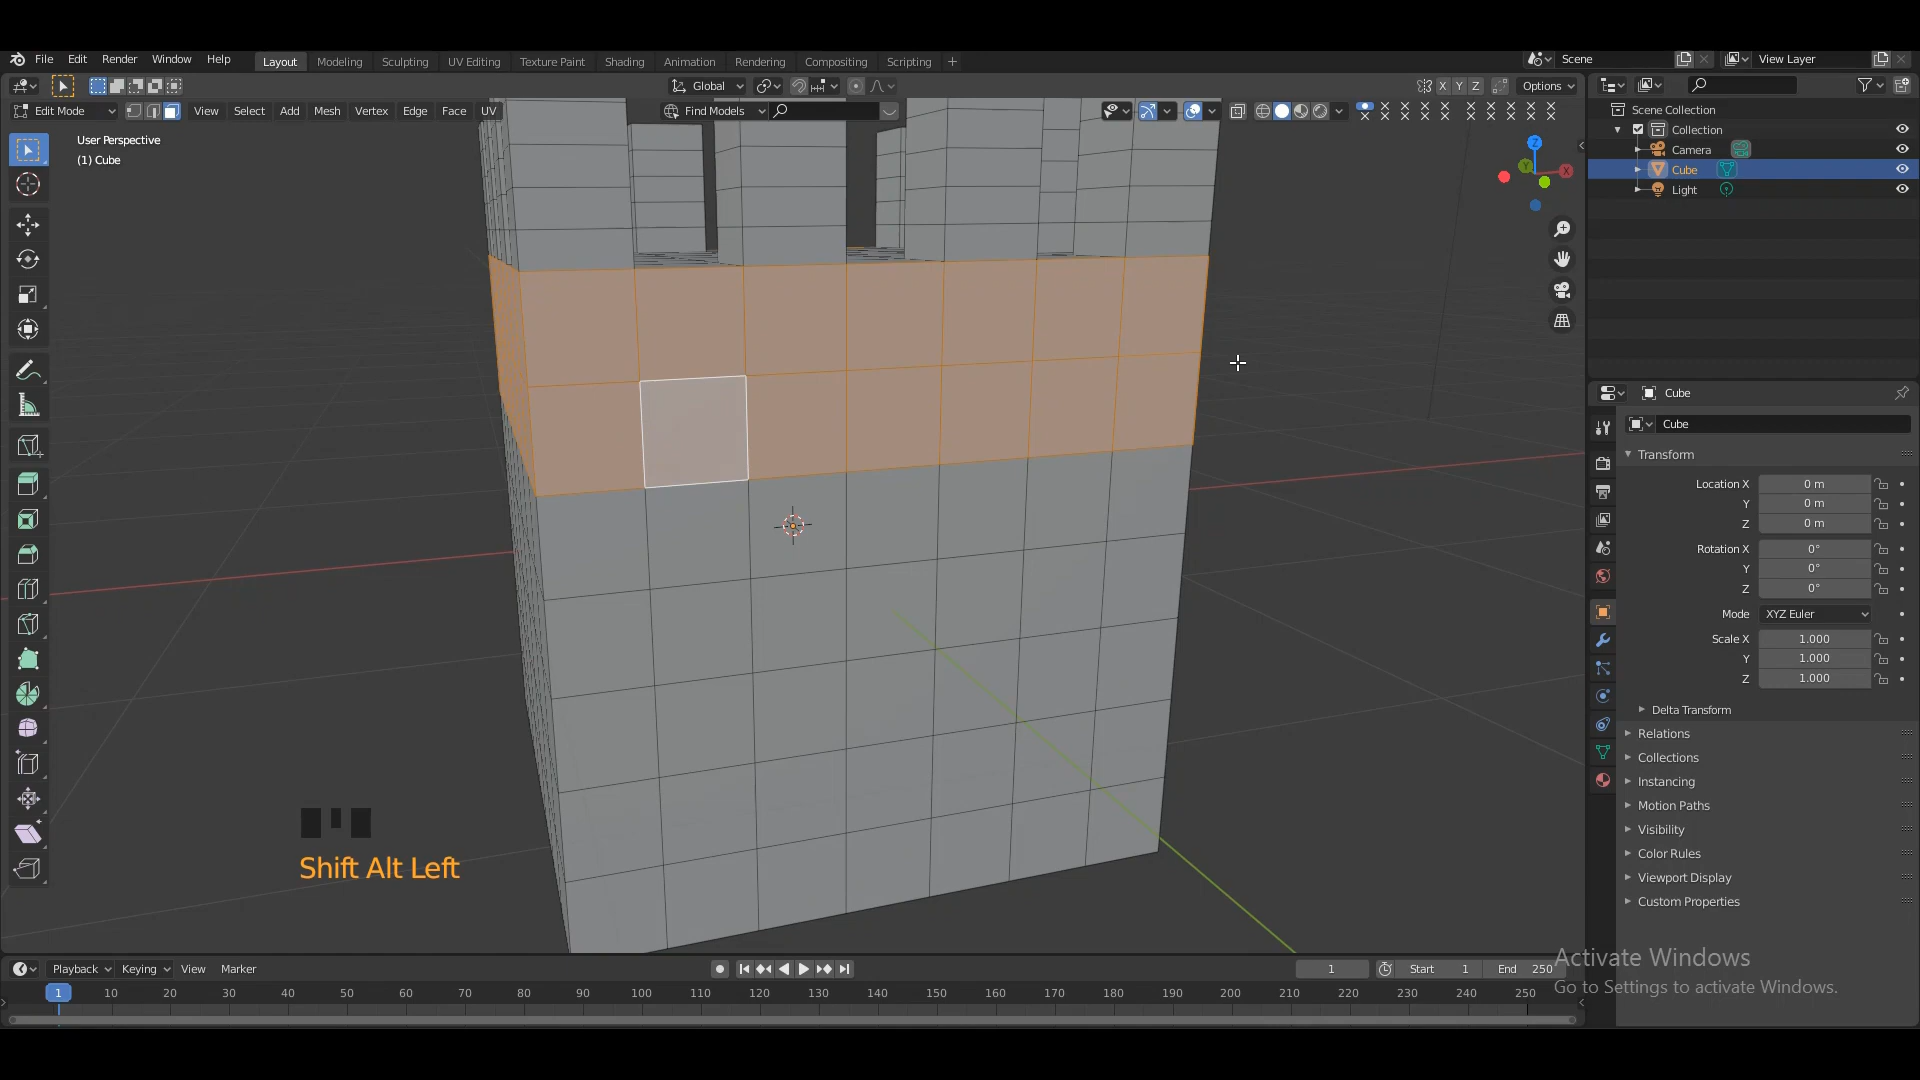 File Edit Render Window Help Layout Modeling Sculpting UV Editing Texture Paint Shading Animation Rendering Compositing Scripting + Scene View Layer
Global X Y Z Options
Edit Mode View Select Add Mesh Vertex Edge Face UV Find Models
User Perspective
(1) Cube
Z
Y
X
Scene Collection
Collection
Camera
Cube
Light
Cube
Cube
Transform
Location X 0 m
Y 0 m
Z 0 m
Rotation X 0°
Y 0°
Z 0°
Mode XYZ Euler
Scale X 1.000
Y 1.000
Z 1.000
Delta Transform
Relations
Collections
Instancing
Motion Paths
Visibility
Color Rules
Viewport Display
Custom Properties
Shift Alt Left
Activate Windows
Go to Settings to activate Windows.
Playback Keying View Marker 1 Start 1 End 250
1 10 20 30 40 50 60 70 80 90 100 110 120 130 140 150 160 170 180 190 200 210 220 230 240 250